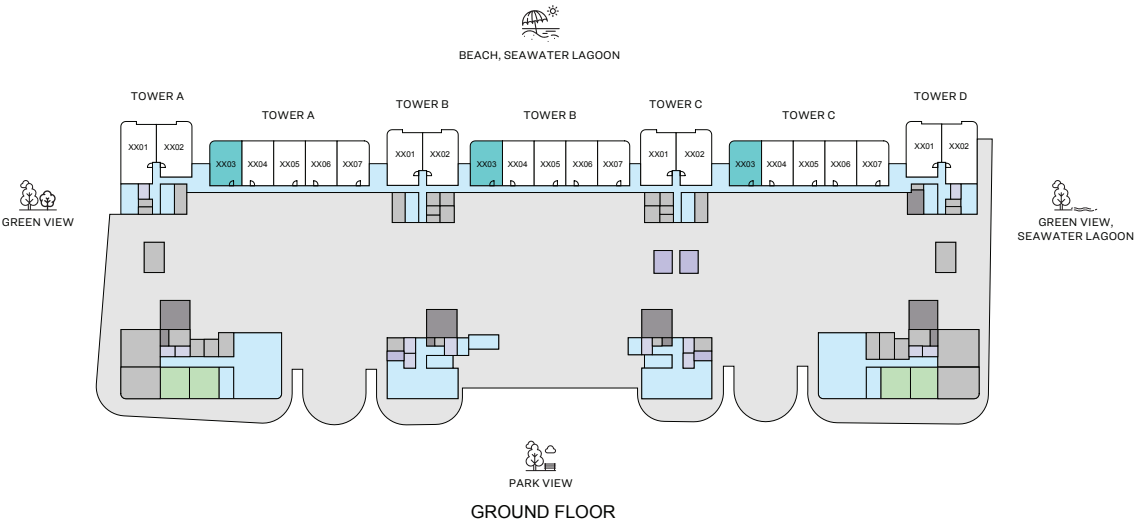 BEACH, SEAWATER LAGOON
TOWER A
TOWER A
TOWER B
TOWER B
TOWER C
TOWER C
TOWER D
XX01 XX02
XX03 XX04 XX05 XX06 XX07
XX01 XX02
XX03 XX04 XX05 XX06 XX07
XX01 XX02
XX03 XX04 XX05 XX06 XX07
XX01 XX02
GREEN VIEW
GREEN VIEW,
SEAWATER LAGOON
PARK VIEW
GROUND FLOOR